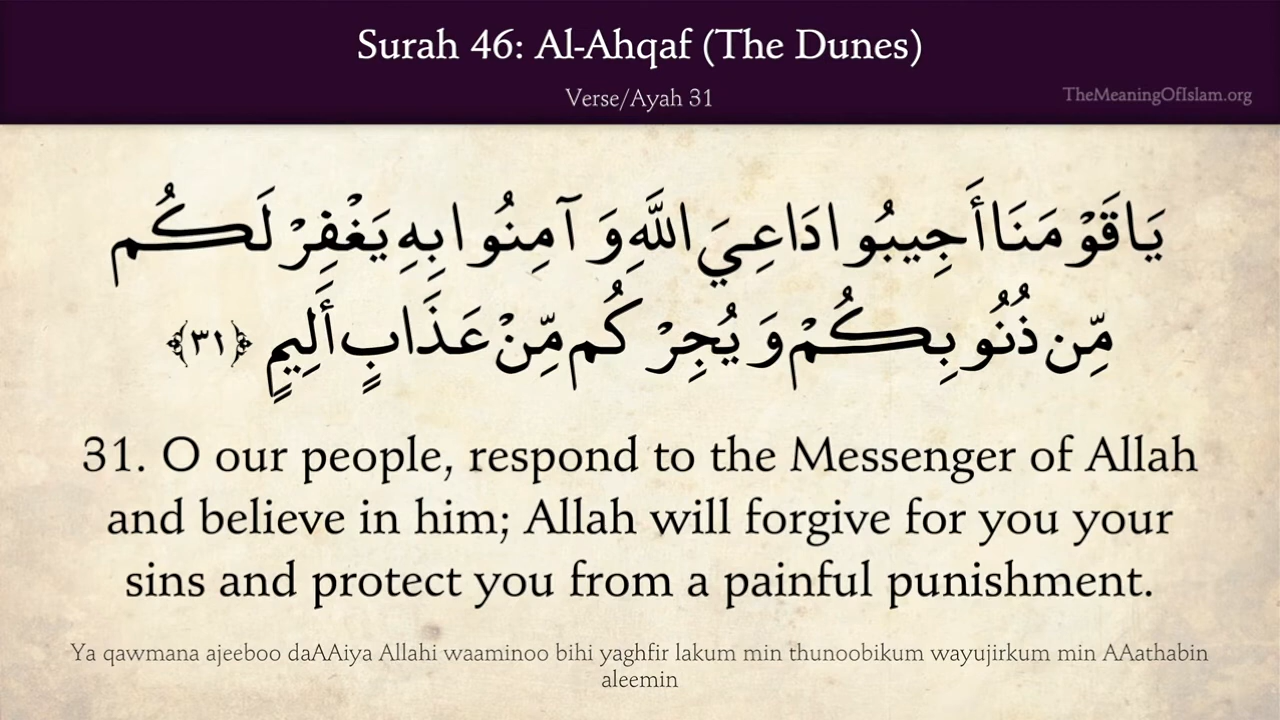 Surah 46: Al-Ahqaf (The Dunes)
Verse/Ayah 31
TheMeaningOfIslam.org
يَاقَوْمَنَا أَجِيبُوا دَاعِيَ اللَّهِ وَآمِنُوا بِهِ يَغْفِرْ لَكُم
مِّن ذُنُوبِكُمْ وَيُجِرْكُم مِّنْ عَذَابٍ أَلِيمٍ ﴿٣١﴾
31. O our people, respond to the Messenger of Allah
and believe in him; Allah will forgive for you your
sins and protect you from a painful punishment.
Ya qawmana ajeeboo daAAiya Allahi waaminoo bihi yaghfir lakum min thunoobikum wayujirkum min AAathabin
aleemin